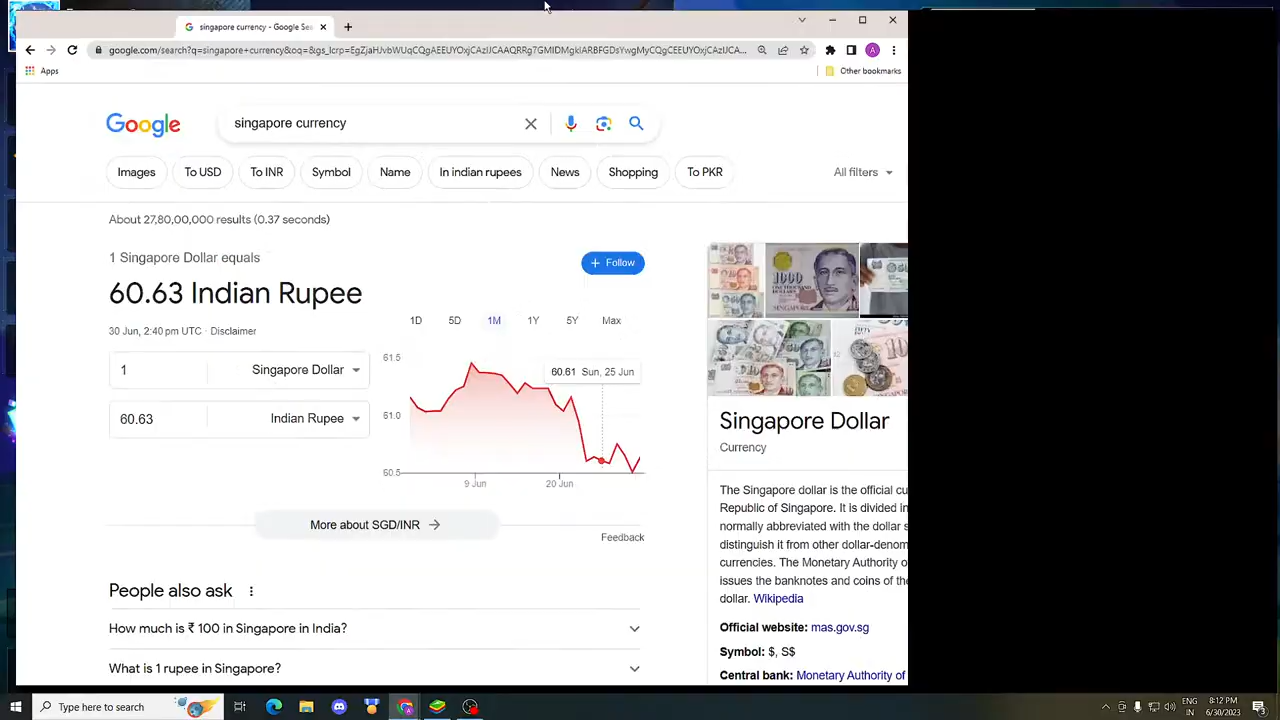 singapore currency - Google Sea
google.com/search?q=singapore+currency&oq=&gs_lcrp=
Apps
Other bookmarks
Google
singapore currency
Images
To USD
To INR
Symbol
Name
In indian rupees
News
Shopping
To PKR
All filters
About 27,80,00,000 results (0.37 seconds)
1 Singapore Dollar equals
Follow
60.63 Indian Rupee
30 Jun, 2:40 pm UTC · Disclaimer
1D
5D
1M
1Y
5Y
Max
1
Singapore Dollar
60.63
Indian Rupee
61.5
61.0
60.5
60.61 Sun, 25 Jun
9 Jun
20 Jun
More about SGD/INR
Feedback
1000
Singapore Dollar
Currency
The Singapore dollar is the official cu
Republic of Singapore. It is divided in
normally abbreviated with the dollar s
distinguish it from other dollar-denom
currencies. The Monetary Authority o
issues the banknotes and coins of the
dollar. Wikipedia
Official website: mas.gov.sg
Symbol: $, S$
Central bank: Monetary Authority of
People also ask
How much is ₹ 100 in Singapore in India?
What is 1 rupee in Singapore?
Type here to search
ENG
IN
8:12 PM
6/30/2023